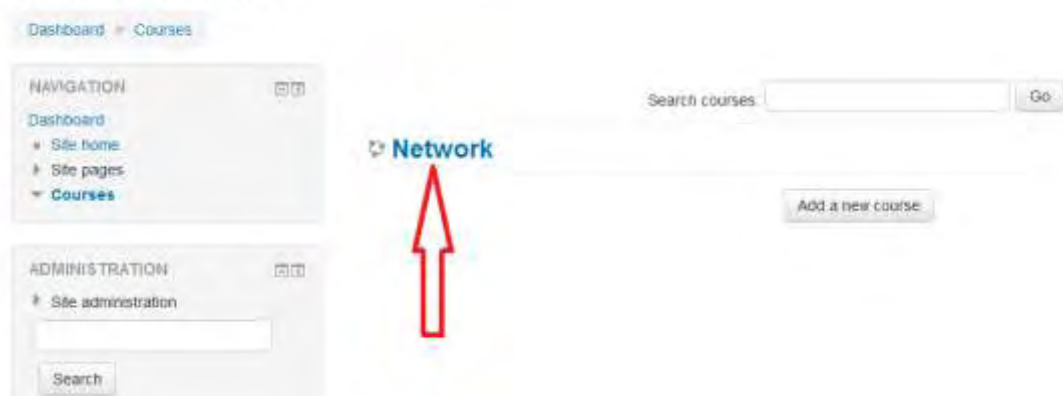 Dashboard Courses
NAVIGATION
Dashboard
Site home
Site pages
Courses
ADMINISTRATION
Site administration
Search
Search courses: Go
Network
Add a new course